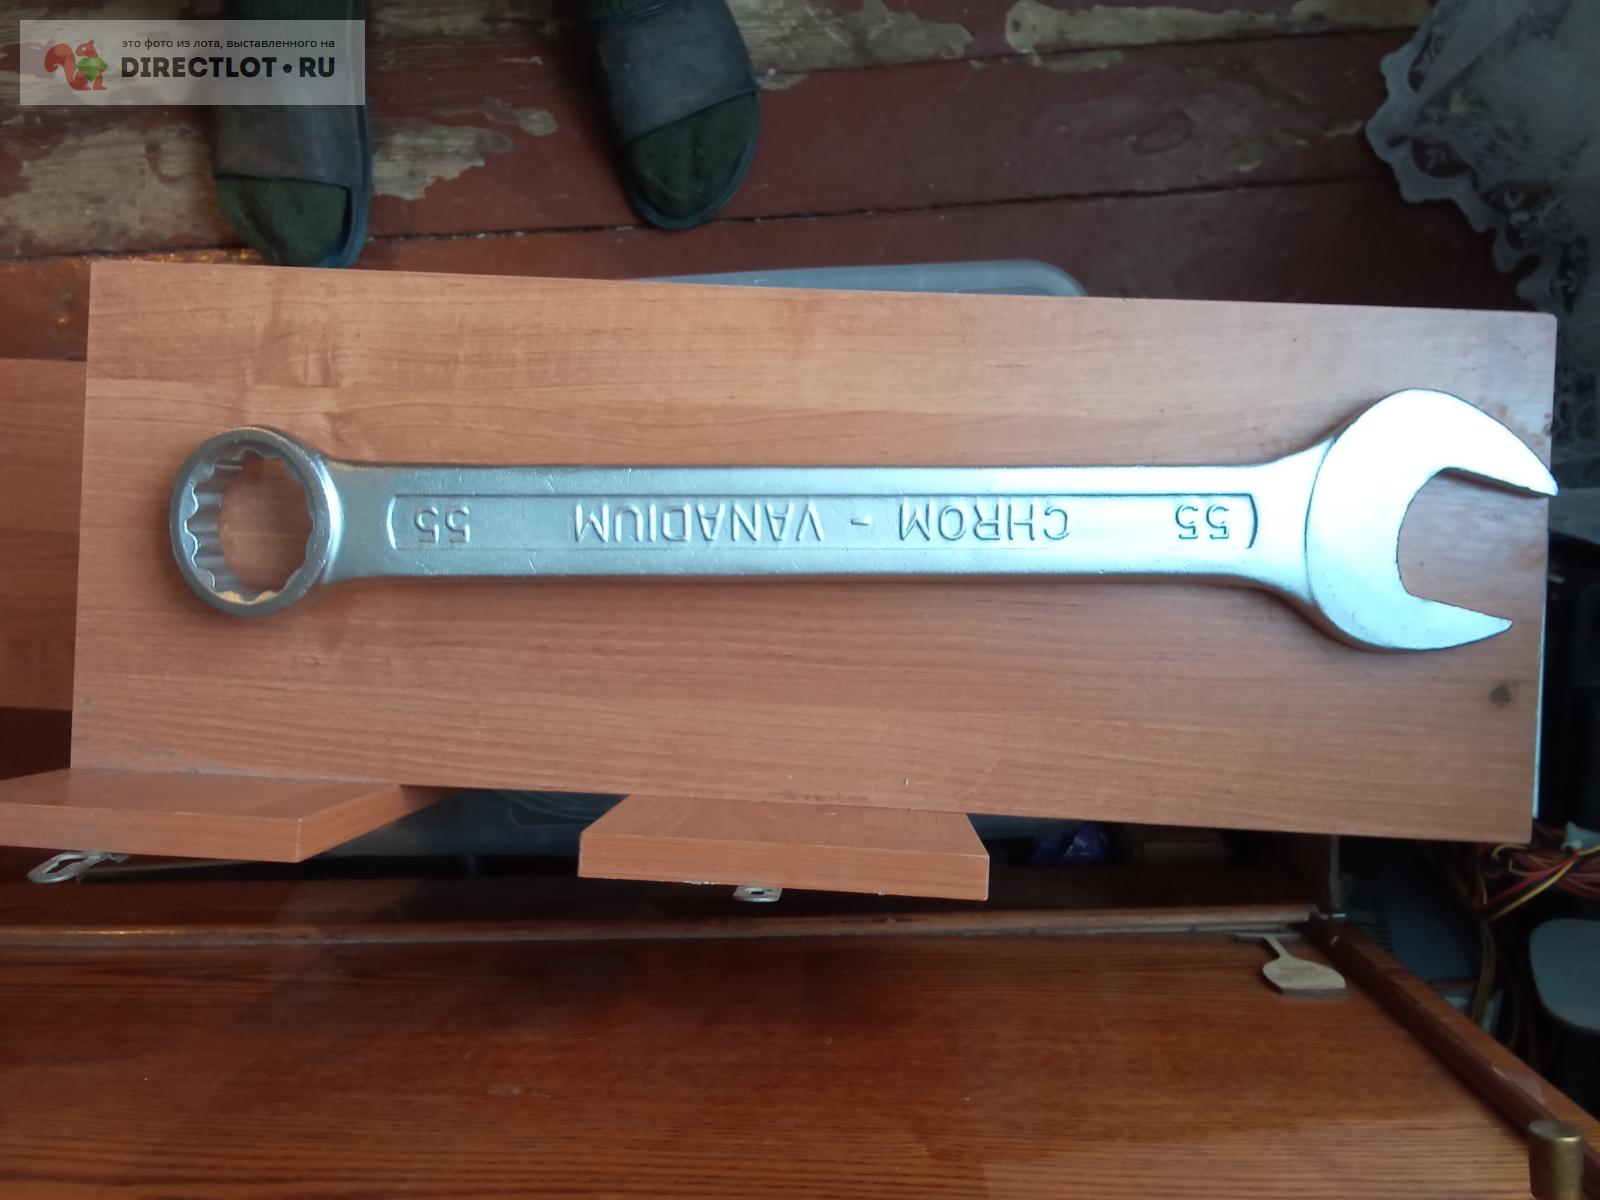 это фото из лота, выставленного на
DIRECTLOT•RU
55 CHROM - VANADIUM 55